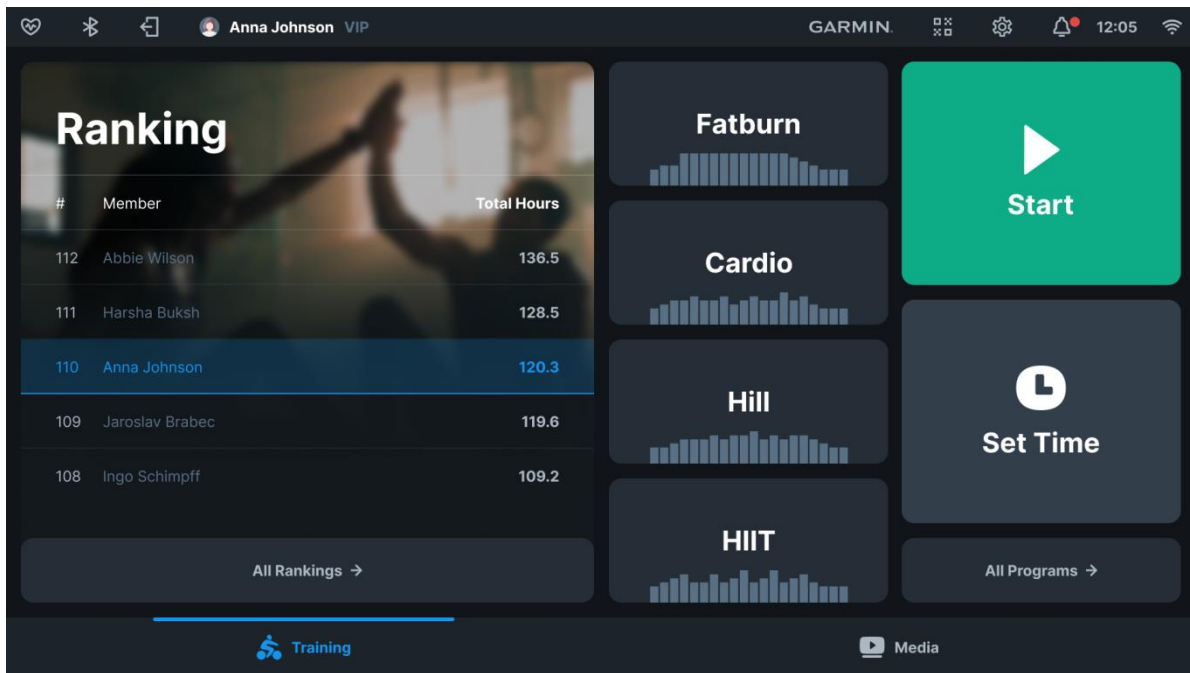 Anna Johnson VIP
GARMIN.
12:05
Ranking
# Member Total Hours
112 Abbie Wilson 136.5
111 Harsha Buksh 128.5
110 Anna Johnson 120.3
109 Jaroslav Brabec 119.6
108 Ingo Schimpff 109.2
All Rankings →
Fatburn
Cardio
Hill
HIIT
Start
Set Time
All Programs →
Training
Media